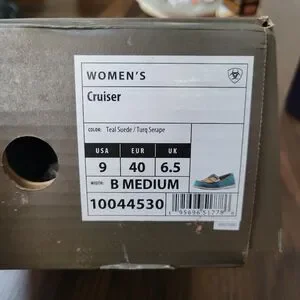 WOMEN'S
Cruiser
COLOR: Teal Suede / Turq Serape
USA EUR UK
9 40 6.5
WIDTH: B MEDIUM
10044530